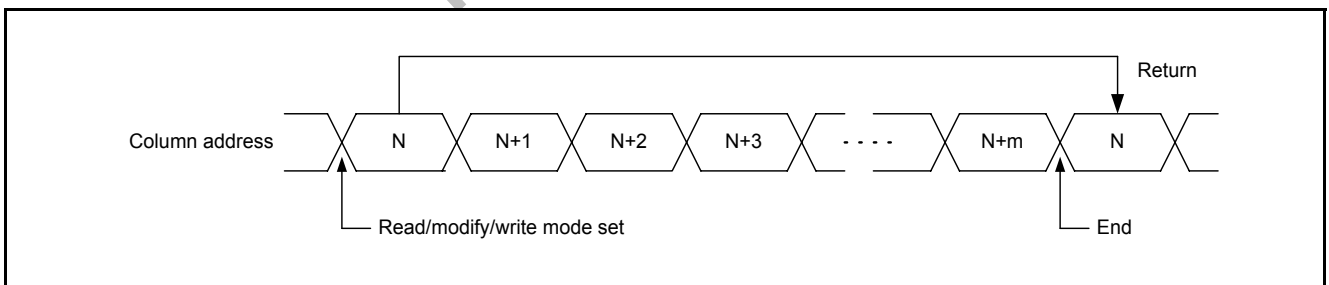 Return
Column address N N+1 N+2 N+3 · · · · N+m N
Read/modify/write mode set End